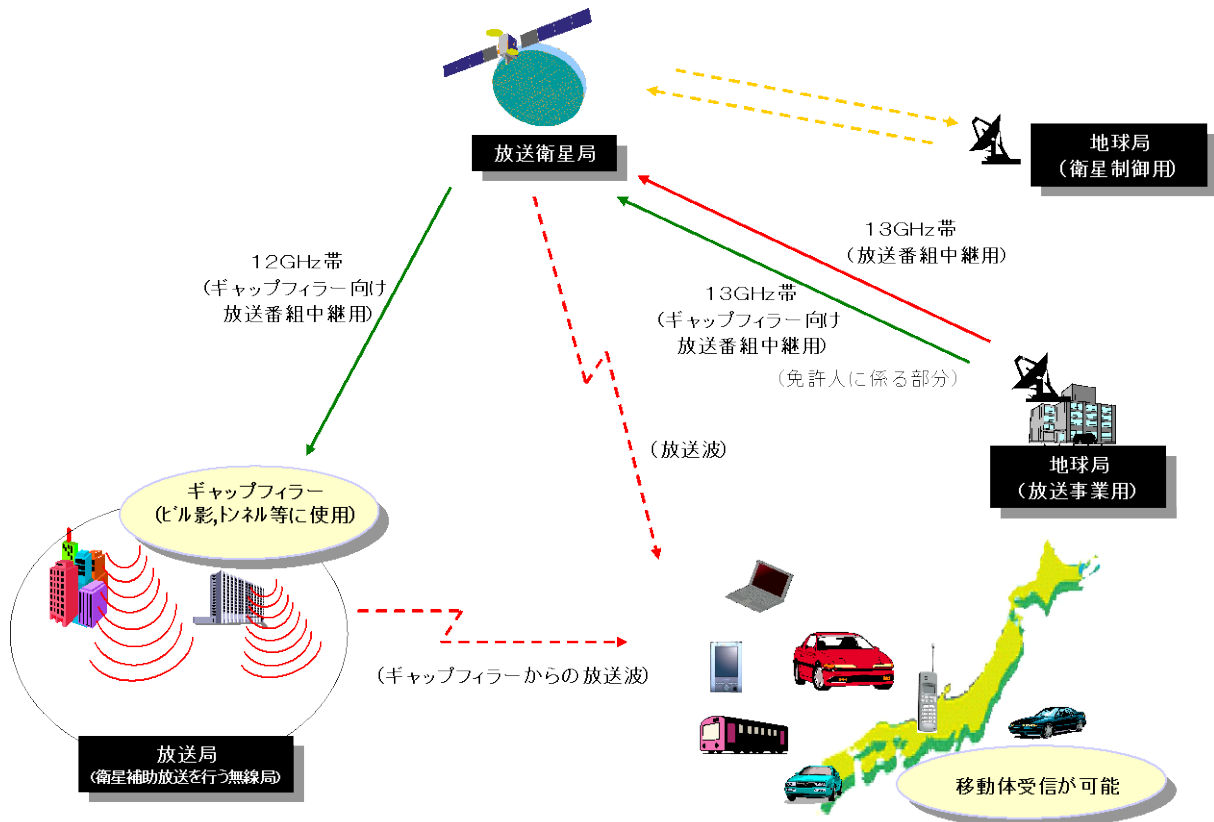 放送衛星局
地球局
(衛星制御用)
13GHz帯
(放送番組中継用)
12GHz帯
(ギャップフィラー向け
放送番組中継用)
13GHz帯
(ギャップフィラー向け
放送番組中継用)
(免許人に係る部分)
(放送波)
地球局
(放送事業用)
ギャップフィラー
(ビル影,トンネル等に使用)
(ギャップフィラーからの放送波)
放送局
(衛星補助放送を行う無線局)
移動体受信が可能